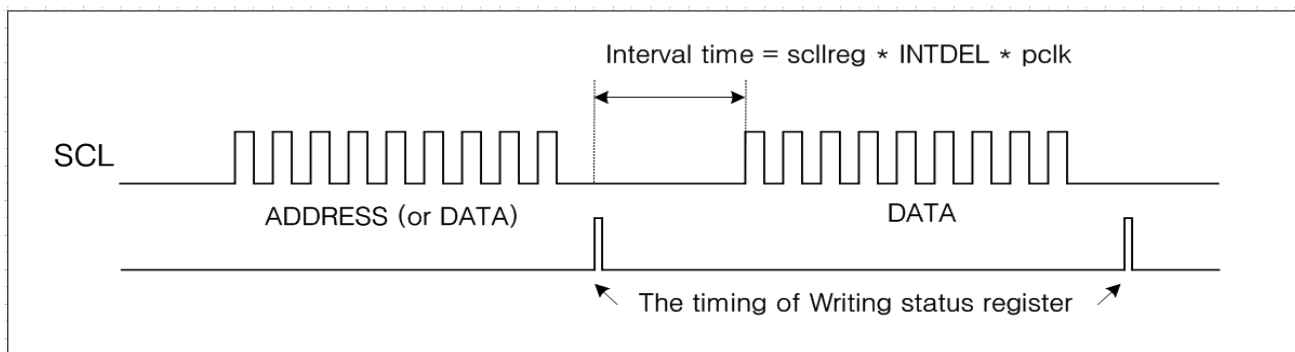 Interval time = scllreg * INTDEL * pclk
SCL
ADDRESS (or DATA)
DATA
The timing of Writing status register